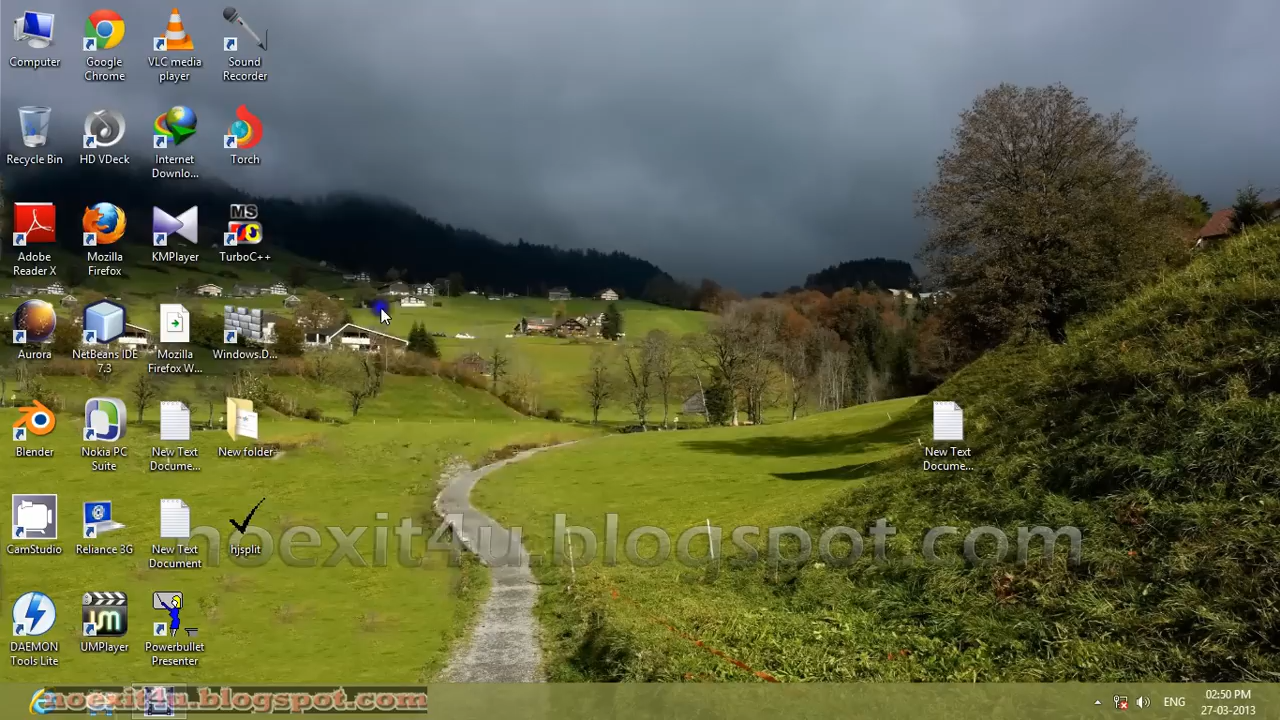 Computer
Google
Chrome
VLC media
player
Sound
Recorder
Recycle Bin
HD VDeck
Internet
Downlo...
Torch
Adobe
Reader X
Mozilla
Firefox
KMPlayer
MS
TurboC++
Aurora
NetBeans IDE
7.3
Mozilla
Firefox W...
Windows.D...
Blender
Nokia PC
Suite
New Text
Docume...
New folder
New Text
Docume...
CamStudio
Reliance 3G
New Text
Document
hjsplit
noexit4u.blogspot.com
DAEMON
Tools Lite
UMPlayer
Powerbullet
Presenter
noexit4u.blogspot.com
ENG
02:50 PM
27-03-2013